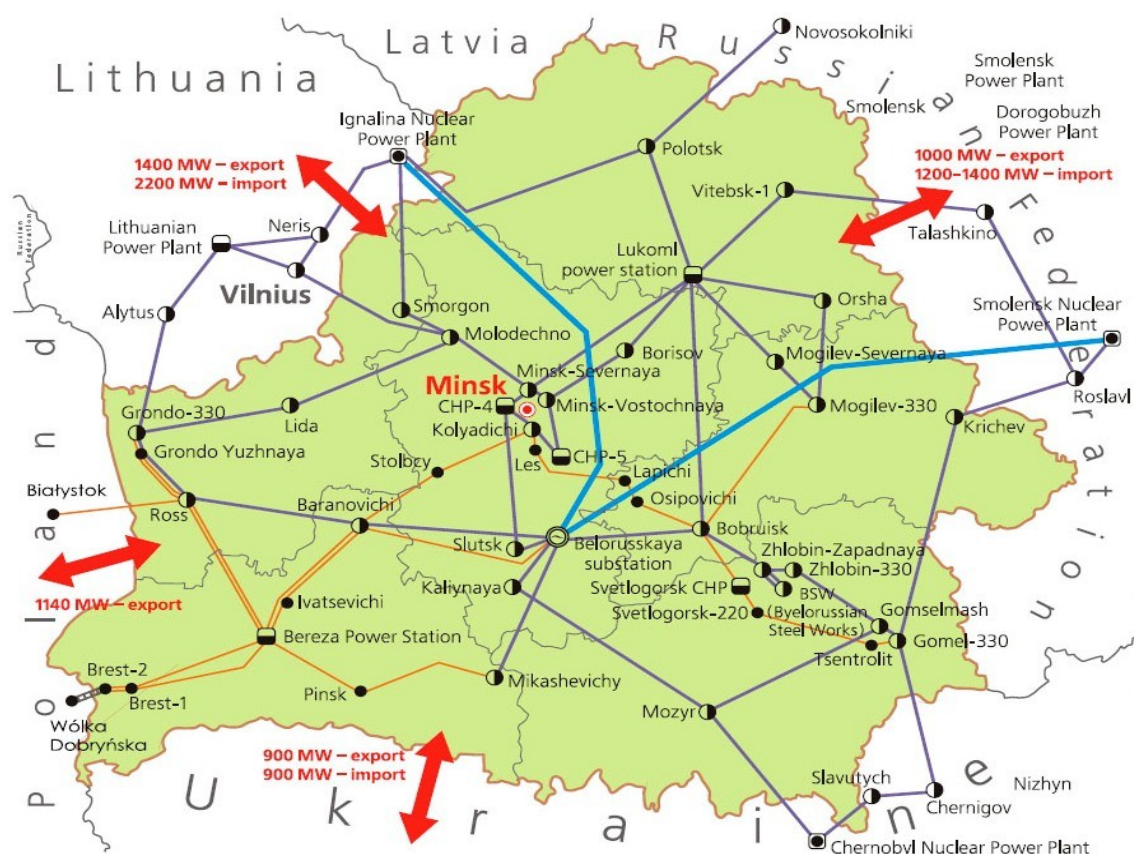 Latvia
Russian Federation
Lithuania
Novosokolniki
Smolensk
Power Plant
Smolensk
Dorogobuzh
Power Plant
Ignalina Nuclear
Power Plant
Polotsk
1400 MW – export
2200 MW – import
1000 MW – export
1200–1400 MW – import
Vitebsk-1
Russian
Federation
Lithuanian
Power Plant
Neris
Talashkino
Lukoml
power station
Vilnius
Alytus
Smorgon
Orsha
Smolensk Nuclear
Power Plant
Molodechno
Borisov
Mogilev-Severnaya
Minsk-Severnaya
Minsk
Roslavl
CHP-4
Minsk-Vostochnaya
Mogilev-330
Grondo-330
Lida
Kolyadichi
Krichev
Grondo Yuzhnaya
Stolbcy
Les
CHP-5
Lapichi
Białystok
Baranovichi
Osipovichi
Ross
Bobruisk
Slutsk
Belorusskaya
substation
Zhlobin-Zapadnaya
Zhlobin-330
Kaliynaya
Svetlogorsk CHP
BSW
(Byelorussian
Steel Works)
1140 MW – export
Ivatsevichi
Svetlogorsk-220
Gomselmash
Bereza Power Station
Gomel-330
Tsentrolit
Brest-2
Brest-1
Pinsk
Mikashevichy
Wólka
Dobryńska
Mozyr
900 MW – export
900 MW – import
Slavutych
Nizhyn
Chernigov
Chernobyl Nuclear Power Plant
Poland
Ukraine